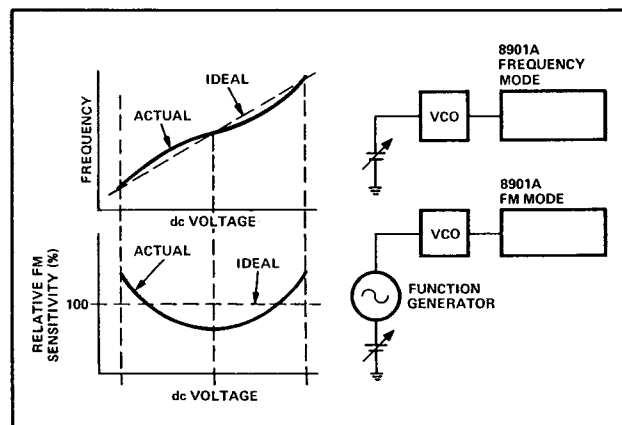 FREQUENCY
ACTUAL
IDEAL
dc VOLTAGE
8901A
FREQUENCY
MODE
VCO
RELATIVE FM
SENSITIVITY (%)
100
ACTUAL
IDEAL
dc VOLTAGE
8901A
FM MODE
VCO
FUNCTION
GENERATOR